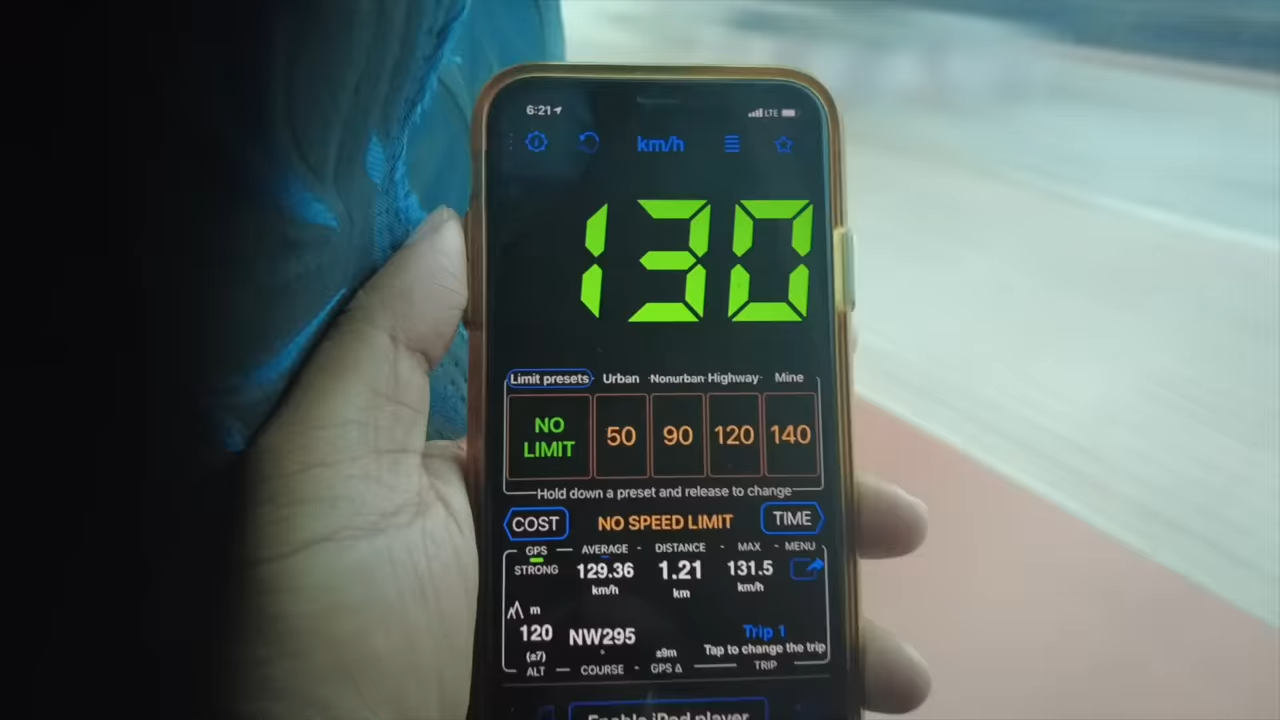 6:21 LTE
km/h
130
Limit presets Urban Nonurban Highway Mine
NO LIMIT 50 90 120 140
Hold down a preset and release to change
COST NO SPEED LIMIT TIME
GPS AVERAGE DISTANCE MAX MENU
STRONG 129.36 1.21 131.5
km/h km km/h
m
120 NW295 Trip 1
(±7) ±9m Tap to change the trip
ALT COURSE GPS Δ TRIP
Enable iPod player